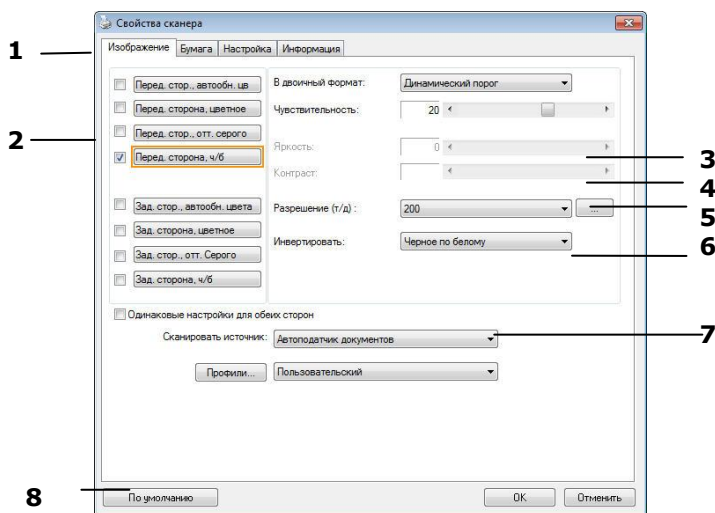 Свойства сканера
Изображение Бумага Настройка Информация
1
2
Перед. стор., автообн. цв
Перед. сторона, цветное
Перед. стор., отт. серого
Перед. сторона, ч/б
Зад. стор., автообн. цвета
Зад. сторона, цветное
Зад. стор., отт. Серого
Зад. сторона, ч/б
В двоичный формат: Динамический порог
Чувствительность: 20
Яркость: 0
Контраст:
Разрешение (т/д) : 200 ...
Инвертировать: Черное по белому
3
4
5
6
Одинаковые настройки для обеих сторон
Сканировать источник: Автоподатчик документов
7
Профили... Пользовательский
8
По умолчанию OK Отменить